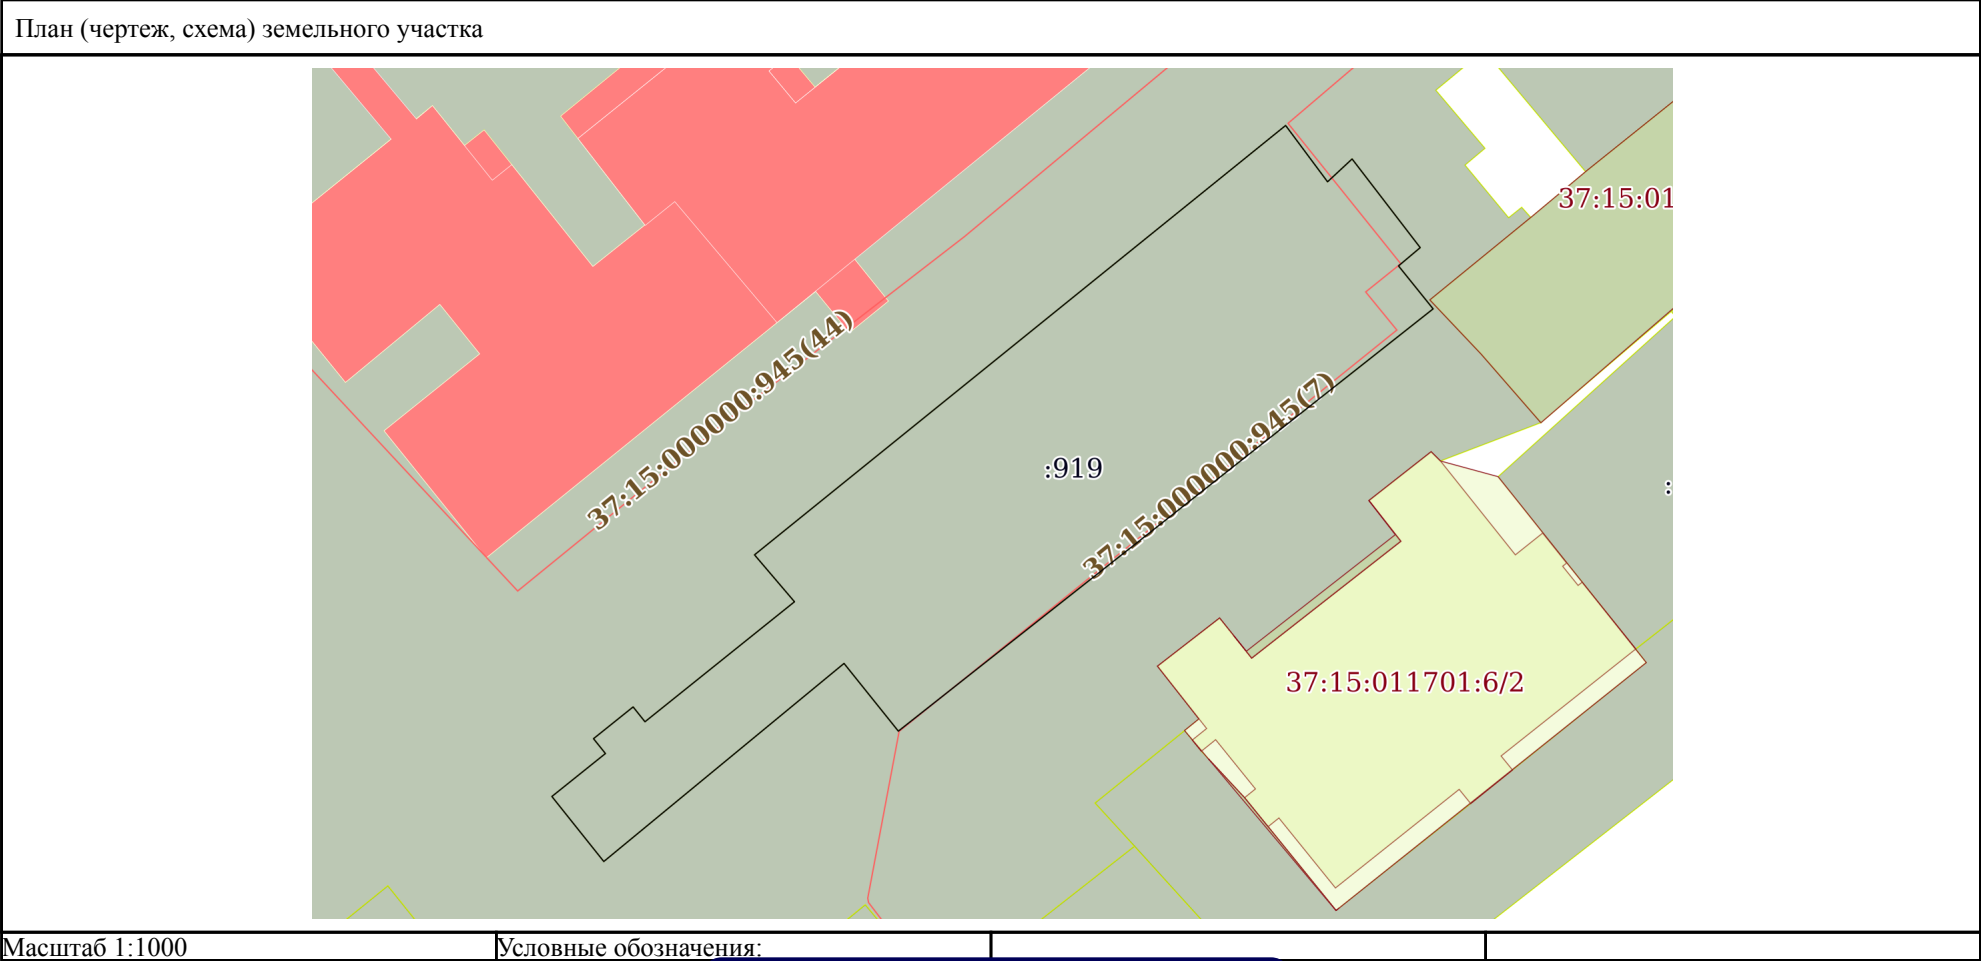 План (чертеж, схема) земельного участка
37:15:01
37:15:000000:945(44)
37:15:000000:945(7)
:919
:
37:15:011701:6/2
Масштаб 1:1000
Условные обозначения: